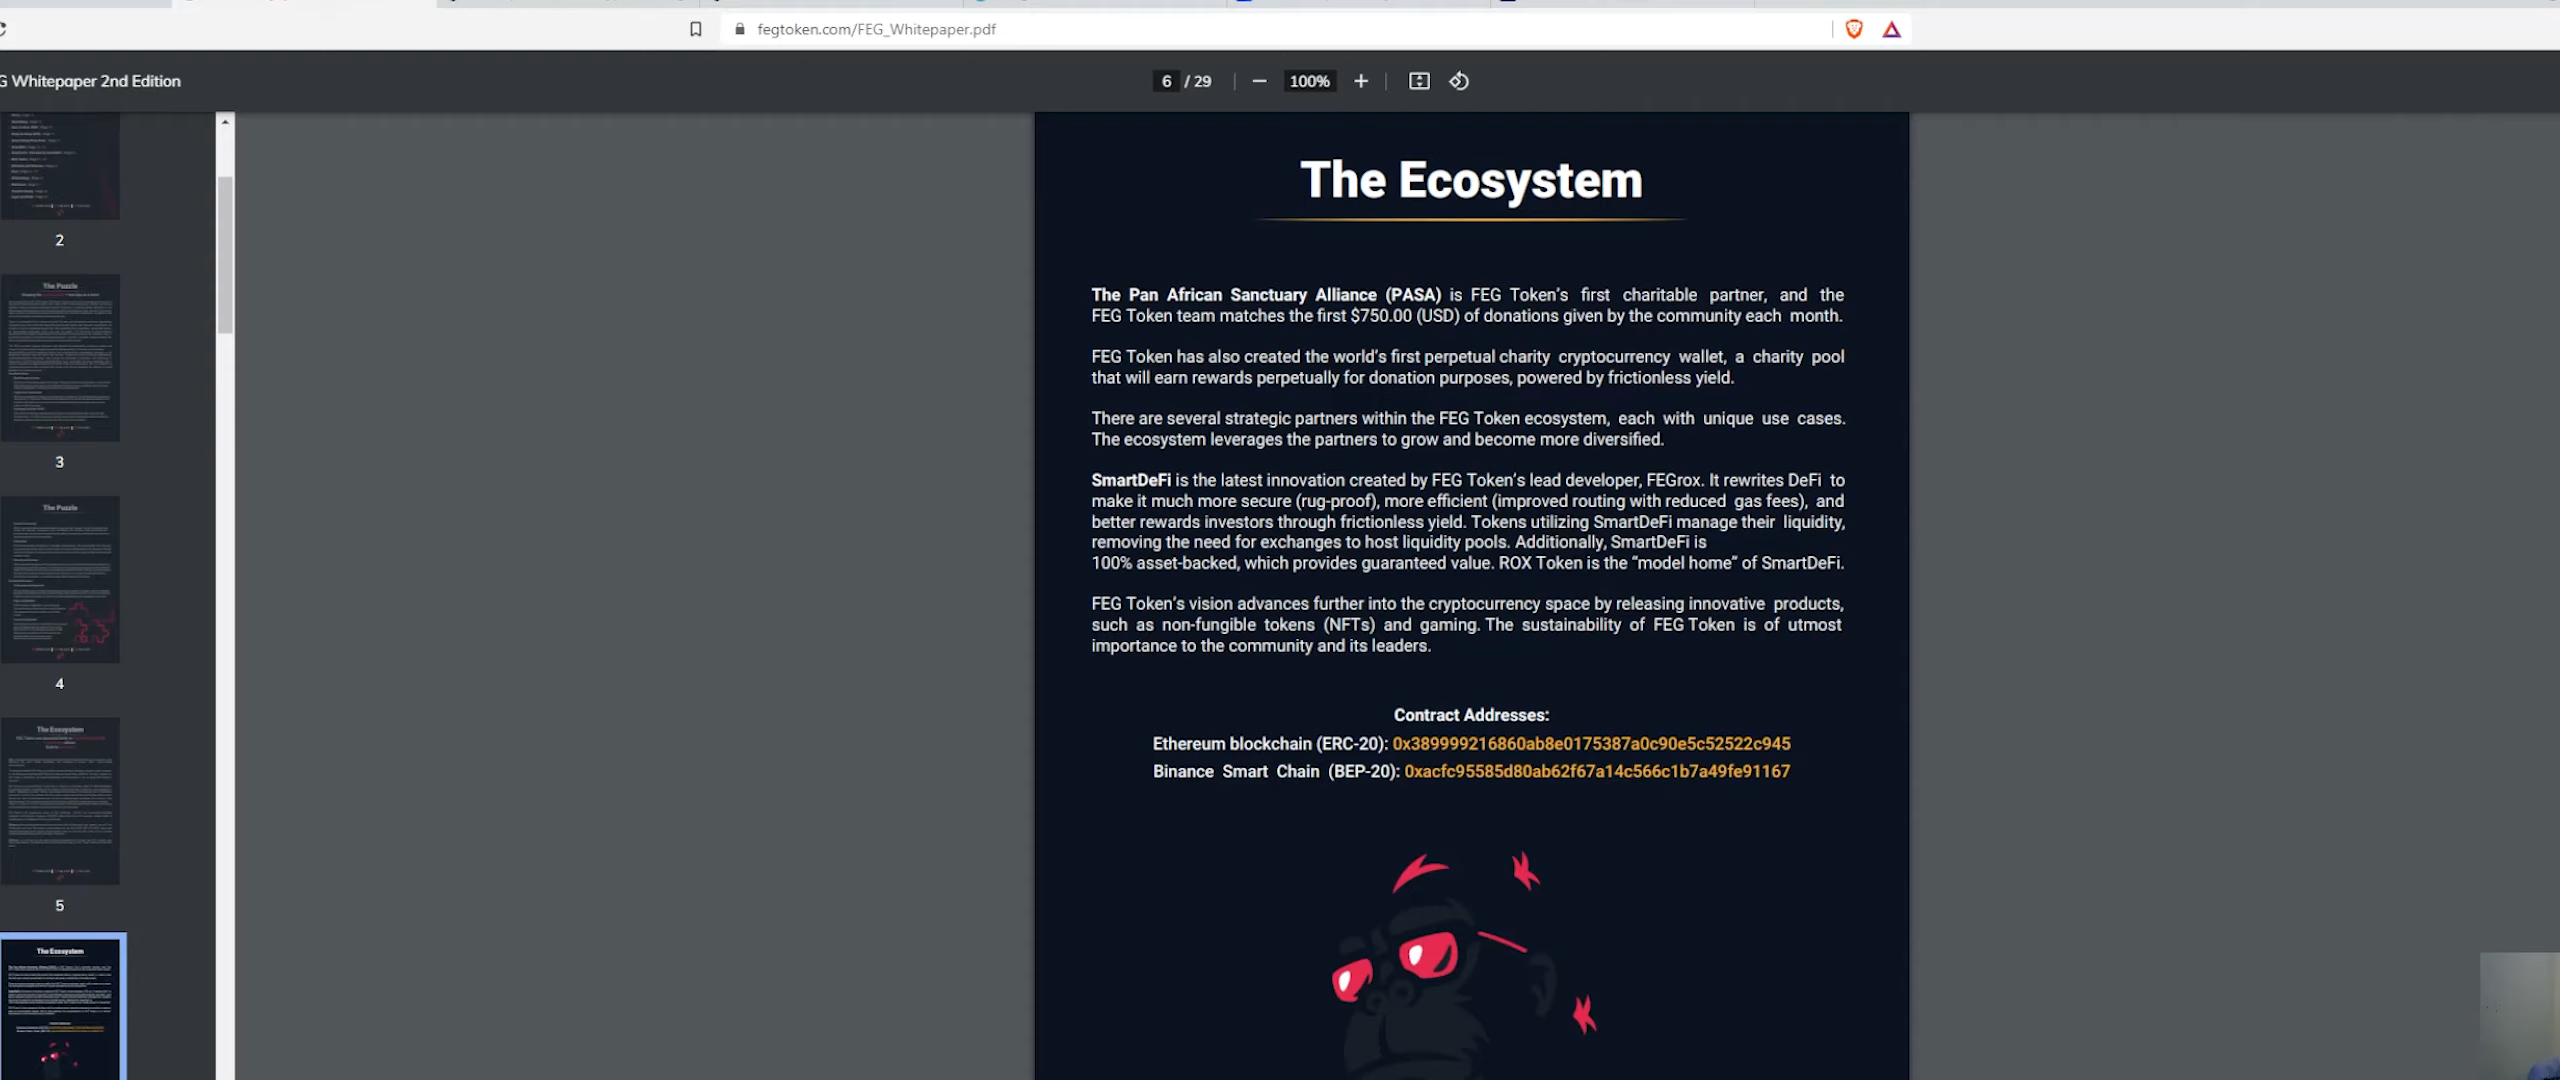 fegtoken.com/FEG_Whitepaper.pdf
G Whitepaper 2nd Edition
6 / 29
100%
2
The Puzzle
3
The Puzzle
4
The Ecosystem
5
The Ecosystem
The Ecosystem
The Pan African Sanctuary Alliance (PASA) is FEG Token's first charitable partner, and the
FEG Token team matches the first $750.00 (USD) of donations given by the community each month.
FEG Token has also created the world's first perpetual charity cryptocurrency wallet, a charity pool
that will earn rewards perpetually for donation purposes, powered by frictionless yield.
There are several strategic partners within the FEG Token ecosystem, each with unique use cases.
The ecosystem leverages the partners to grow and become more diversified.
SmartDeFi is the latest innovation created by FEG Token's lead developer, FEGrox. It rewrites DeFi to
make it much more secure (rug-proof), more efficient (improved routing with reduced gas fees), and
better rewards investors through frictionless yield. Tokens utilizing SmartDeFi manage their liquidity,
removing the need for exchanges to host liquidity pools. Additionally, SmartDeFi is
100% asset-backed, which provides guaranteed value. ROX Token is the “model home” of SmartDeFi.
FEG Token's vision advances further into the cryptocurrency space by releasing innovative products,
such as non-fungible tokens (NFTs) and gaming. The sustainability of FEG Token is of utmost
importance to the community and its leaders.
Contract Addresses:
Ethereum blockchain (ERC-20): 0x389999216860ab8e0175387a0c90e5c52522c945
Binance Smart Chain (BEP-20): 0xacfc95585d80ab62f67a14c566c1b7a49fe91167